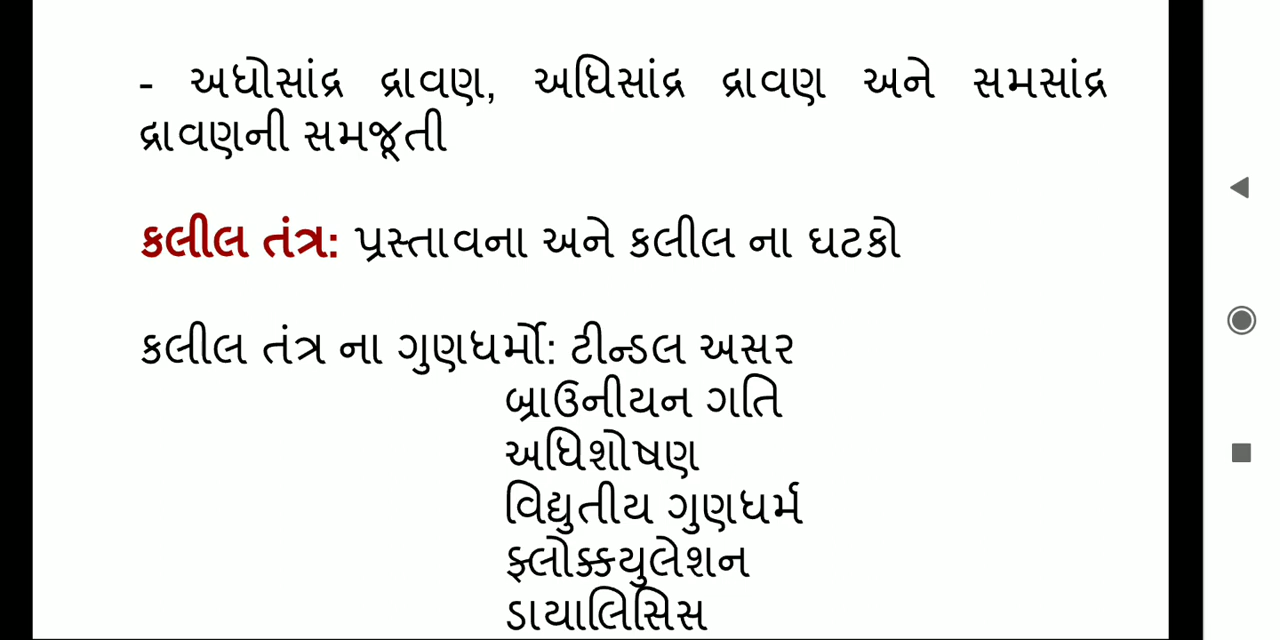 - અધોસાંદ્ર દ્રાવણ, અધિસાંદ્ર દ્રાવણ અને સમસાંદ્ર
દ્રાવણની સમજૂતી
કલીલ તંત્ર: પ્રસ્તાવના અને કલીલ ના ઘટકો
કલીલ તંત્ર ના ગુણધર્મો: ટીન્ડલ અસર
બ્રાઉનીયન ગતિ
અધિશોષણ
વિદ્યુતીય ગુણધર્મ
ફ્લોક્કયુલેશન
ડાયાલિસિસ